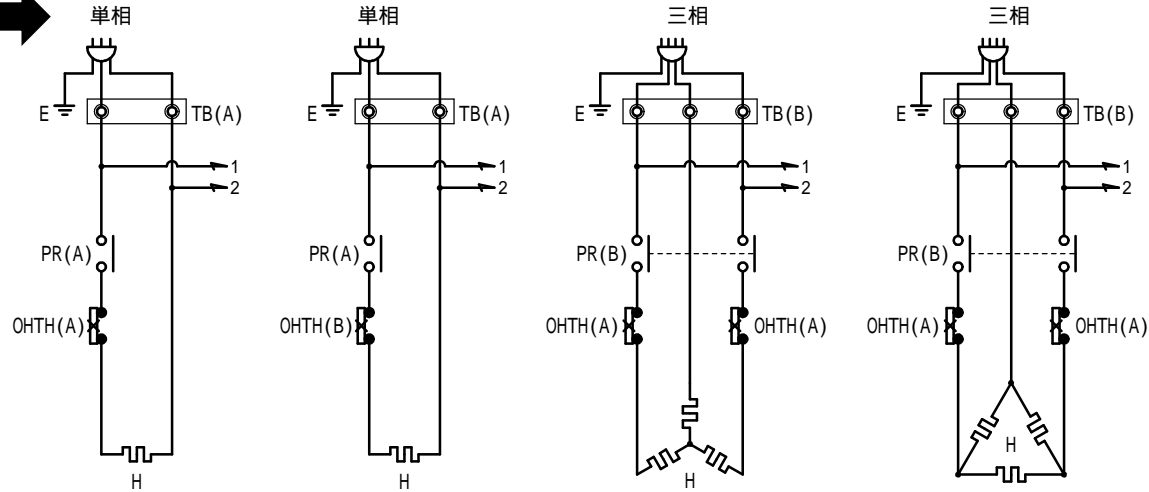 単相
単相
三相
三相
E
TB(A)
E
TB(A)
E
TB(B)
E
TB(B)
1
1
1
1
2
2
2
2
PR(A)
PR(A)
PR(B)
PR(B)
OHTH(A)
OHTH(B)
OHTH(A)
OHTH(A)
OHTH(A)
OHTH(A)
H
H
H
H